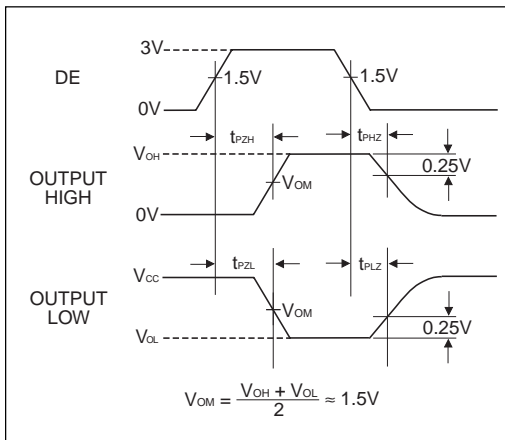 3V
DE
1.5V
1.5V
0V
tPZH
tPHZ
VOH
0.25V
OUTPUT
HIGH
VOM
0V
tPZL
tPLZ
VCC
OUTPUT
LOW
VOM
0.25V
VOL
VOM = VOH + VOL / 2 ≈ 1.5V